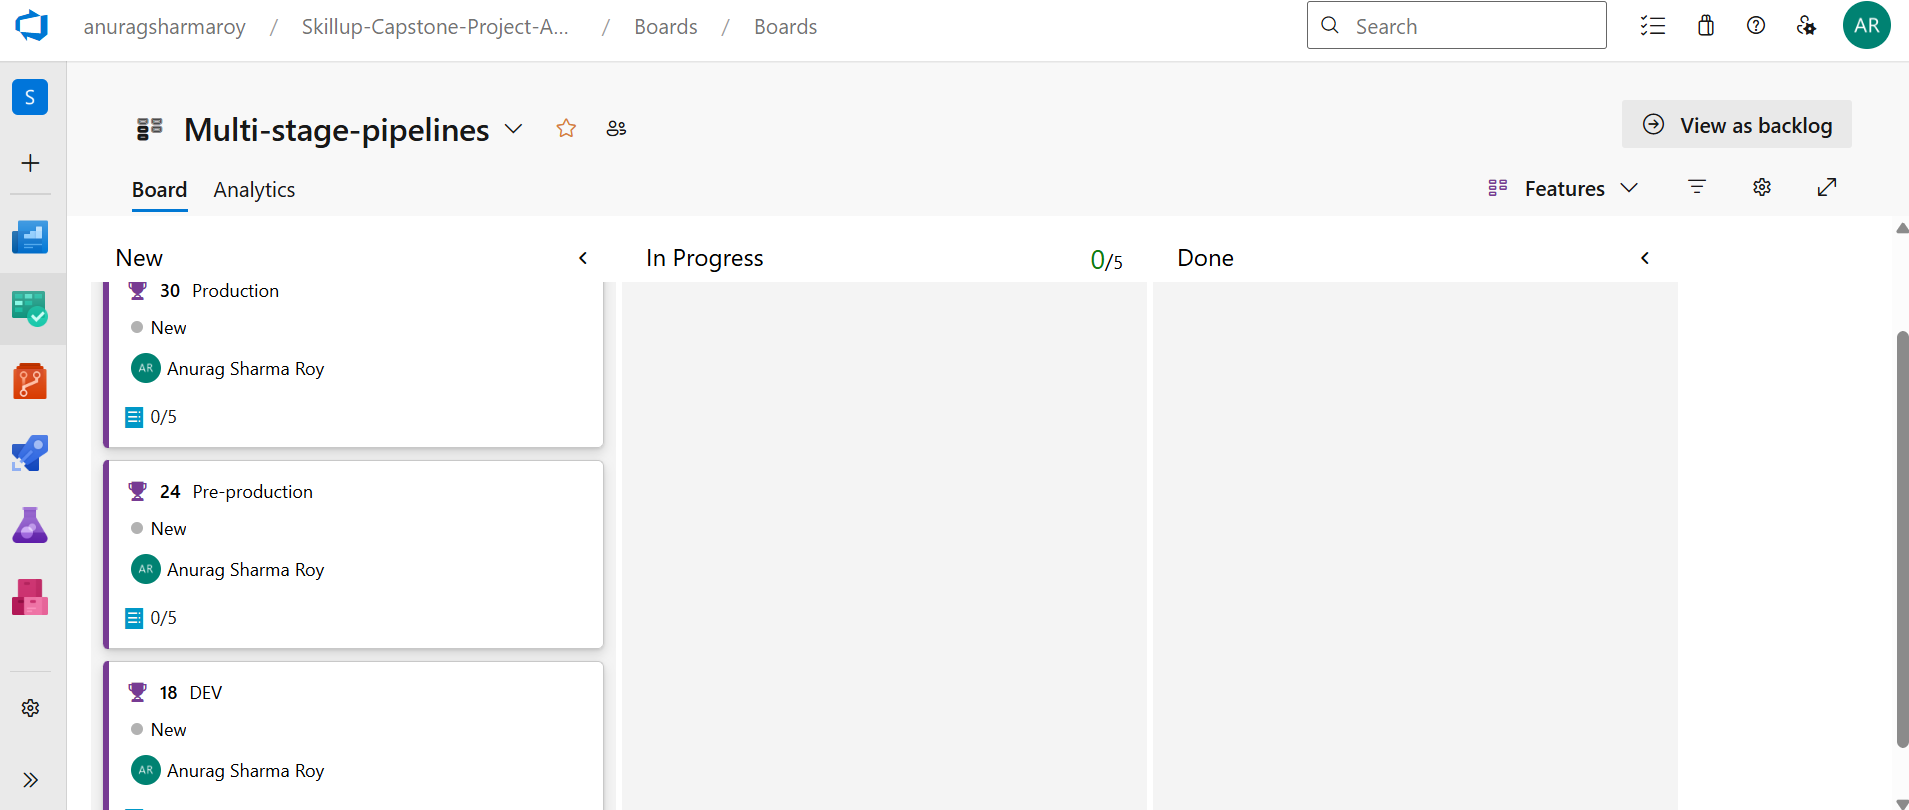 anuragsharmaroy / Skillup-Capstone-Project-A... / Boards / Boards
Search
AR
S
Multi-stage-pipelines
View as backlog
Board Analytics
Features
New
In Progress 0/5
Done
30 Production
New
AR Anurag Sharma Roy
0/5
24 Pre-production
New
AR Anurag Sharma Roy
0/5
18 DEV
New
AR Anurag Sharma Roy